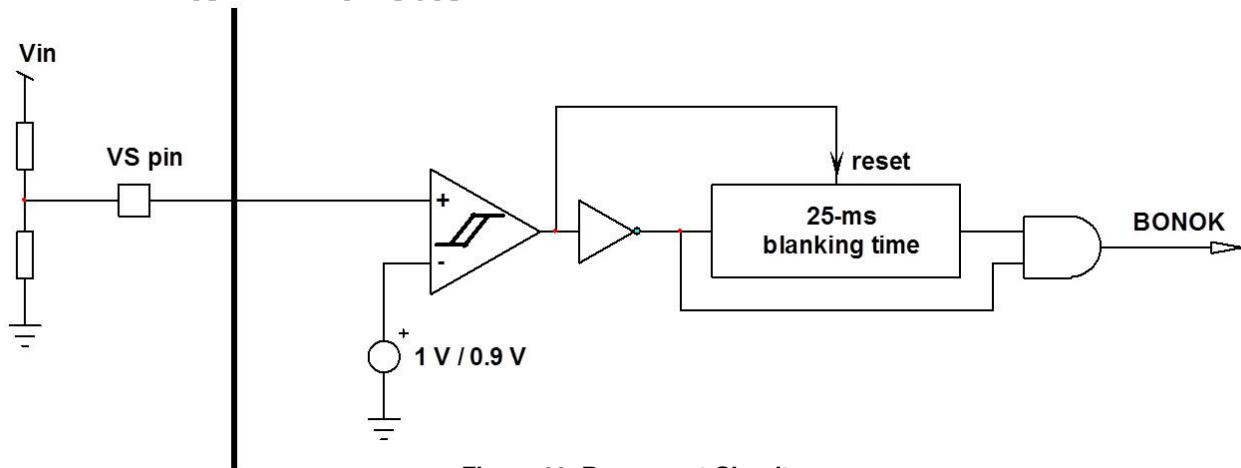 Vin
VS pin
+
-
+
1 V / 0.9 V
reset
25-ms
blanking time
BONOK